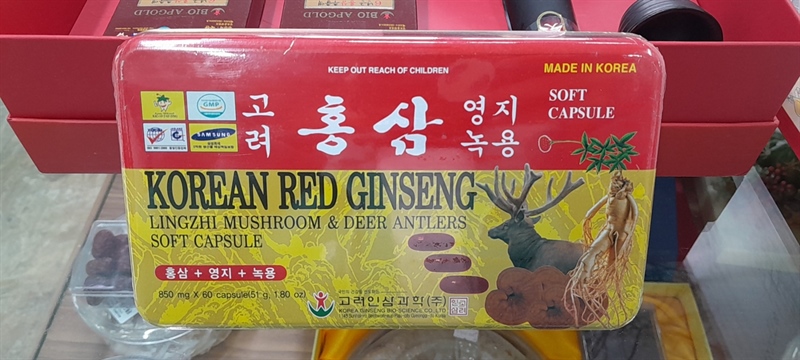 BIO APGOLD
BIO APGOLD
KEEP OUT REACH OF CHILDREN
MADE IN KOREA
GMP
SAMSUNG
고려
홍삼
영지
녹용
SOFT
CAPSULE
KOREAN RED GINSENG
LINGZHI MUSHROOM & DEER ANTLERS
SOFT CAPSULE
홍삼 + 영지 + 녹용
850 mg X 60 capsule(51 g, 1.80 oz)
고려인삼과학(주)
KOREA GINSENG BIO SCIENCE CO., LTD